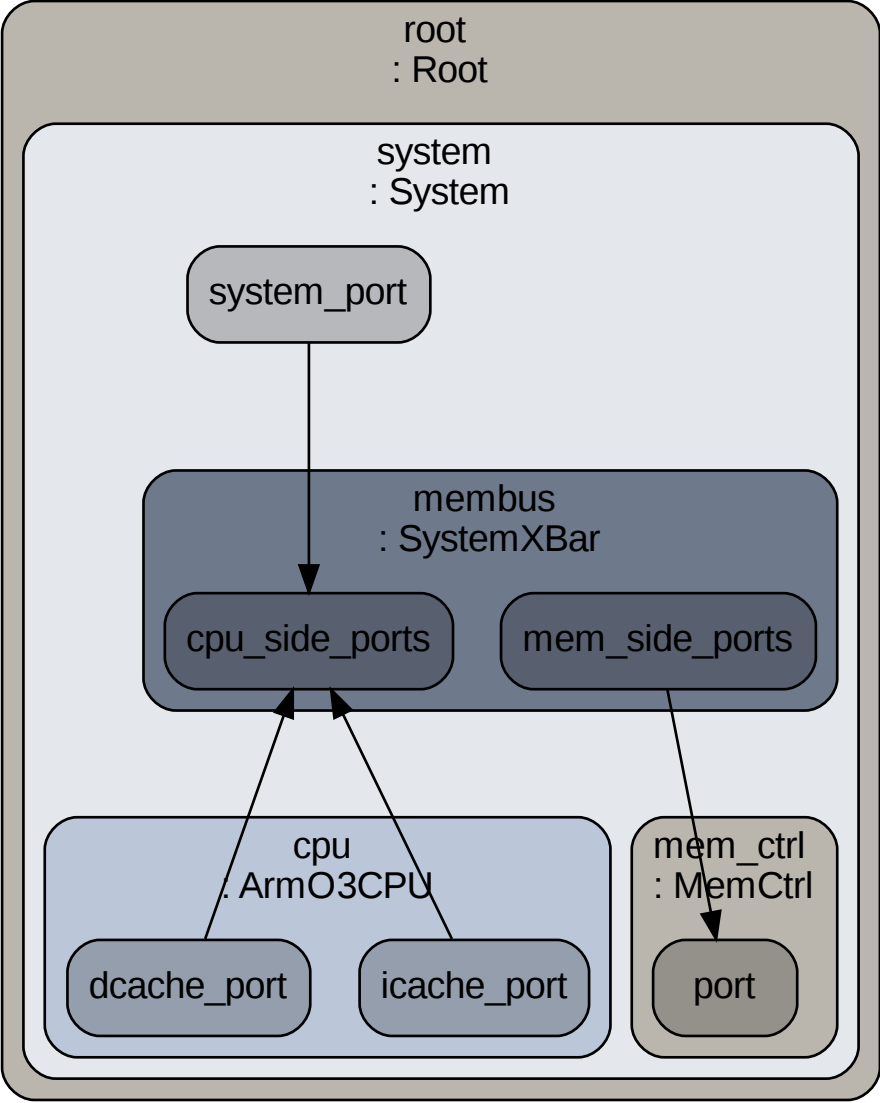 root
: Root
system
: System
system_port
membus
: SystemXBar
cpu_side_ports
mem_side_ports
cpu
: ArmO3CPU
mem_ctrl
: MemCtrl
dcache_port
icache_port
port